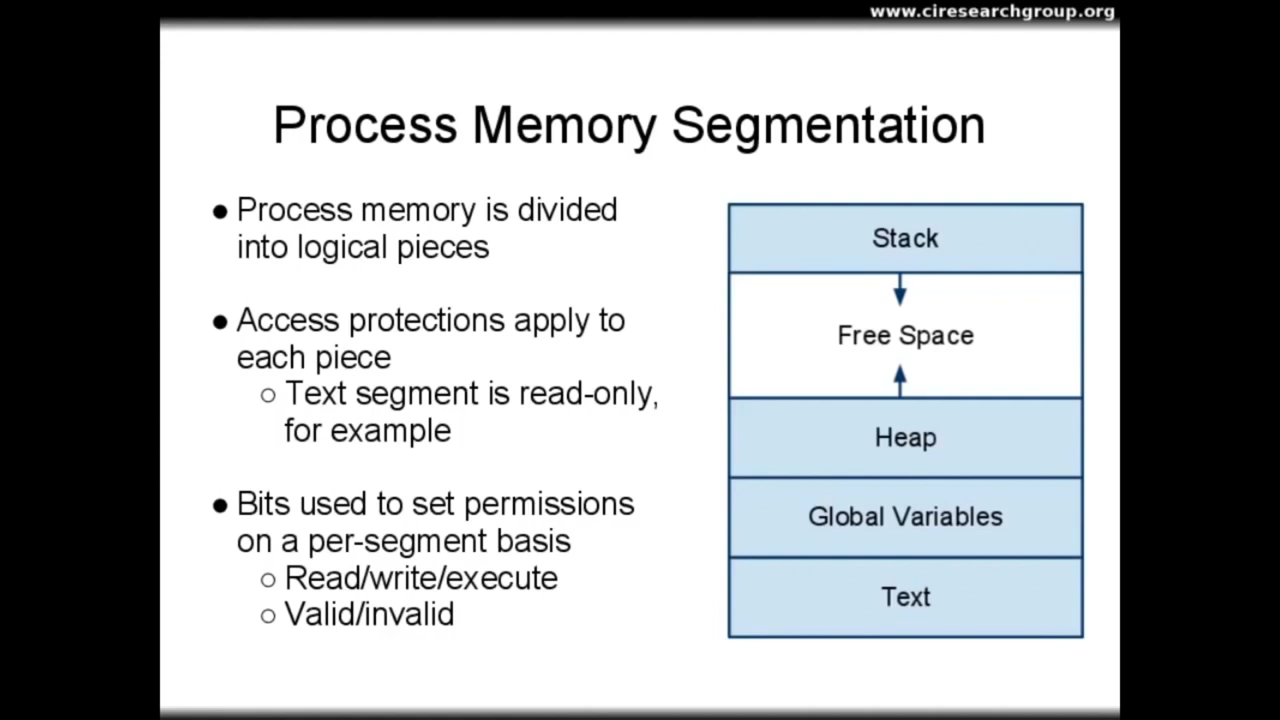 www.ciresearchgroup.org
Process Memory Segmentation
● Process memory is divided
into logical pieces
● Access protections apply to
each piece
○ Text segment is read-only,
for example
● Bits used to set permissions
on a per-segment basis
○ Read/write/execute
○ Valid/invalid
Stack
Free Space
Heap
Global Variables
Text